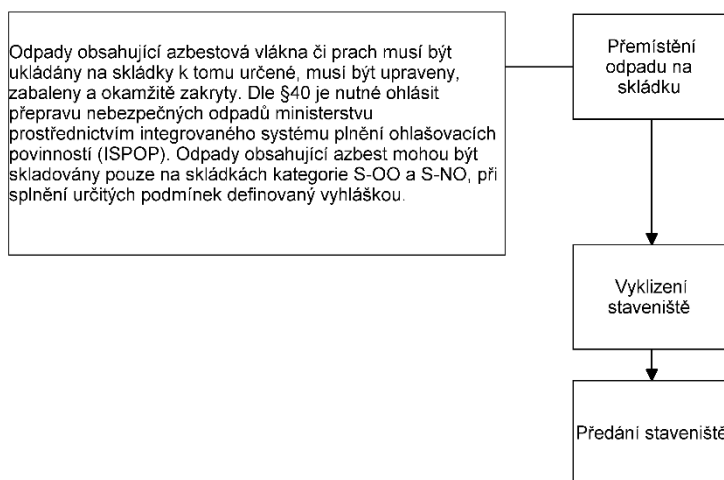 Odpady obsahující azbestová vlákna či prach musí být
ukládány na skládky k tomu určené, musí být upraveny,
zabaleny a okamžitě zakryty. Dle §40 je nutné ohlásit
přepravu nebezpečných odpadů ministerstvu
prostřednictvím integrovaného systému plnění ohlašovacích
povinností (ISPOP). Odpady obsahující azbest mohou být
skladovány pouze na skládkách kategorie S-OO a S-NO, při
splnění určitých podmínek definovaný vyhláškou.
Přemístění
odpadu na
skládku
Vyklizení
staveniště
Předání staveniště